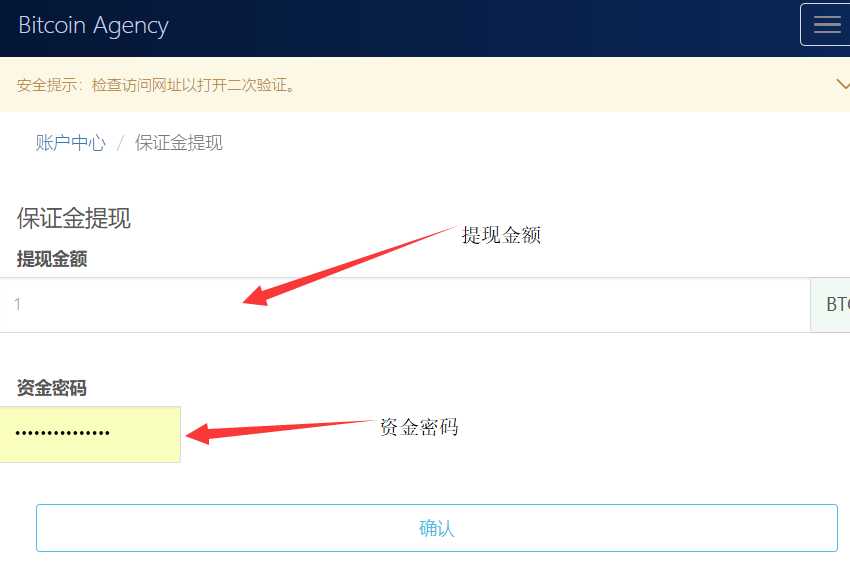 Bitcoin Agency
安全提示：检查访问网址以打开二次验证。
账户中心 / 保证金提现
保证金提现
提现金额
提现金额
1
资金密码
•••••••••••••••
资金密码
确认